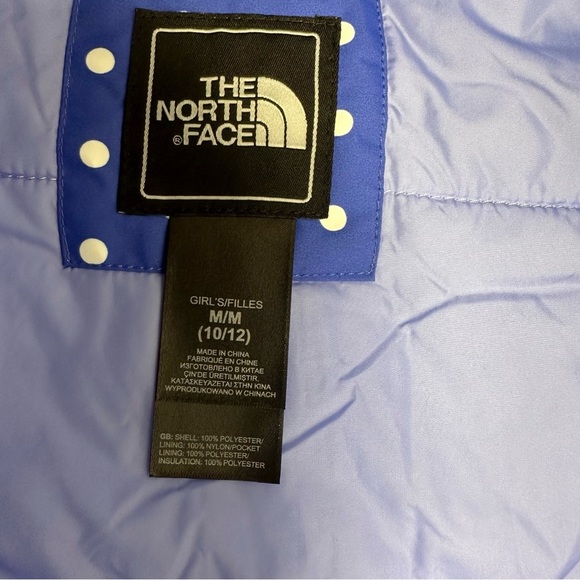 THE
NORTH
®FACE
GIRL'S/FILLES
M/M
(10/12)
MADE IN CHINA
FABRIQUÉ EN CHINE
ИЗГОТОВЛЕНО В КИТАЕ
ÇIN'DE ÜRETILMIŞTIR.
ΚΑΤΑΣΚΕΥΑΖΕΤΑΙ ΣΤΗΝ ΚΙΝΑ
WYPRODUKOWANO W CHINACH
GB: SHELL: 100% POLYESTER/
LINING: 100% NYLON/POCKET
LINING: 100% POLYESTER/
INSULATION: 100% POLYESTER